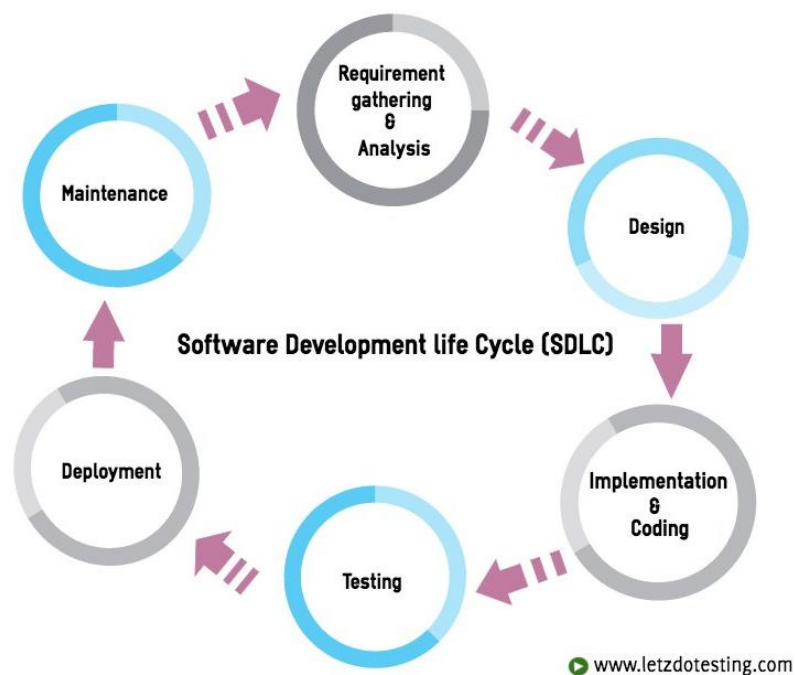 Requirement
gathering
&
Analysis
Design
Implementation
&
Coding
Testing
Deployment
Maintenance
Software Development life Cycle (SDLC)
www.letzdotesting.com